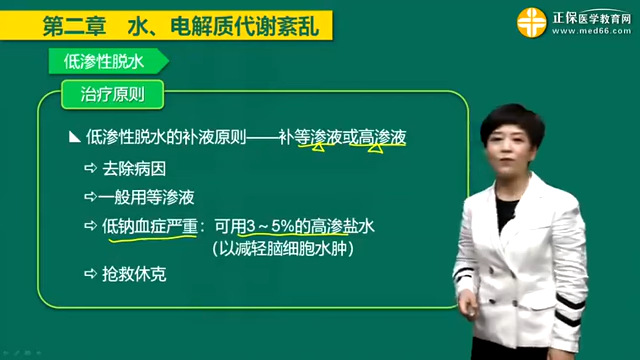 第二章 水、电解质代谢紊乱
正保医学教育网
www.med66.com
低渗性脱水
治疗原则
低渗性脱水的补液原则——补等渗液或高渗液
去除病因
一般用等渗液
低钠血症严重：可用3～5%的高渗盐水
（以减轻脑细胞水肿）
抢救休克